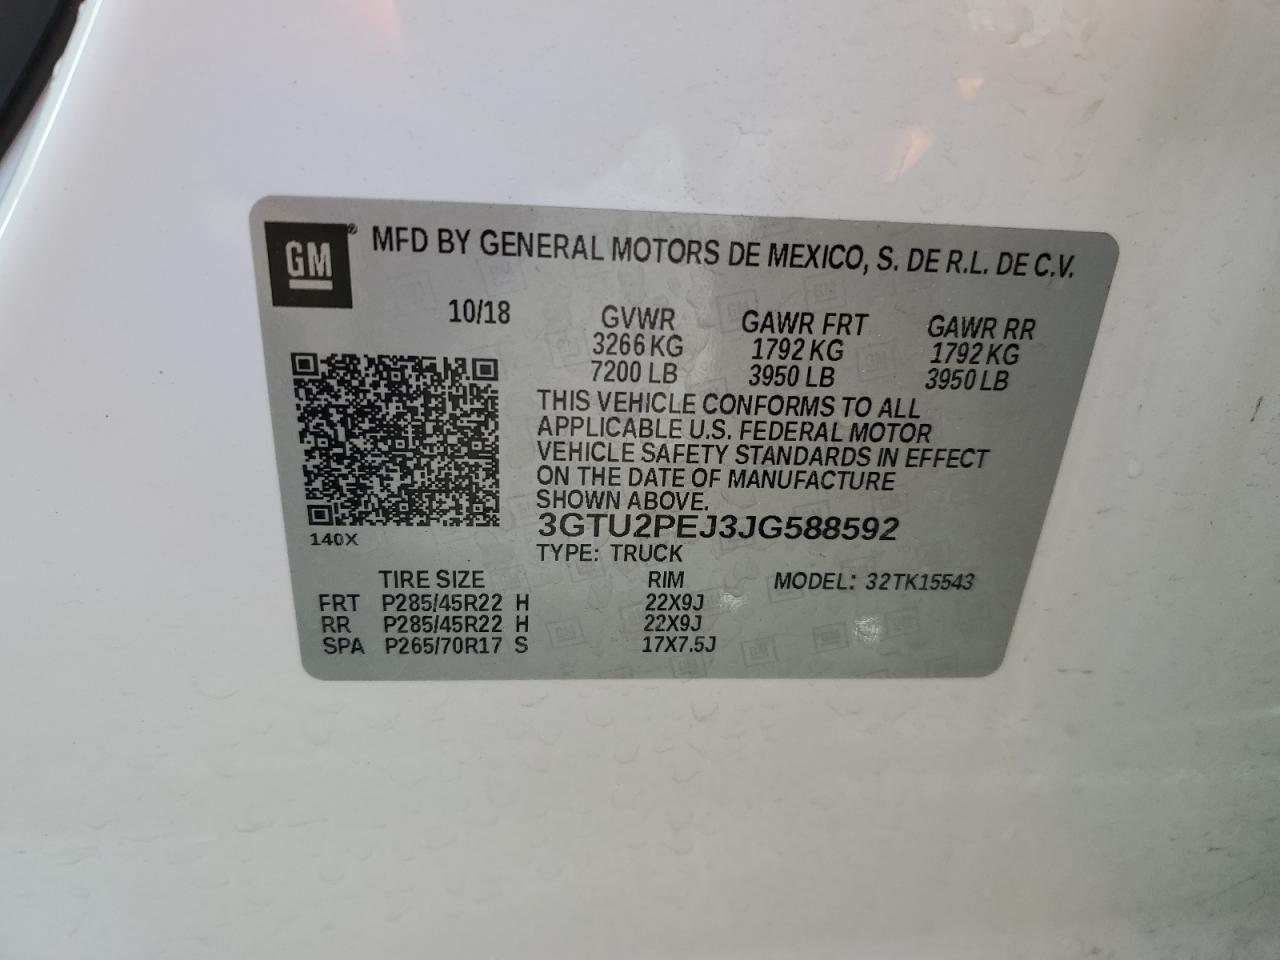 GM ® MFD BY GENERAL MOTORS DE MEXICO, S. DE R.L. DE C.V.
10/18 GVWR GAWR FRT GAWR RR
3266 KG 1792 KG 1792 KG
7200 LB 3950 LB 3950 LB
THIS VEHICLE CONFORMS TO ALL
APPLICABLE U.S. FEDERAL MOTOR
VEHICLE SAFETY STANDARDS IN EFFECT
ON THE DATE OF MANUFACTURE
SHOWN ABOVE.
3GTU2PEJ3JG588592
140X TYPE: TRUCK
TIRE SIZE RIM MODEL: 32TK15543
FRT P285/45R22 H 22X9J
RR P285/45R22 H 22X9J
SPA P265/70R17 S 17X7.5J